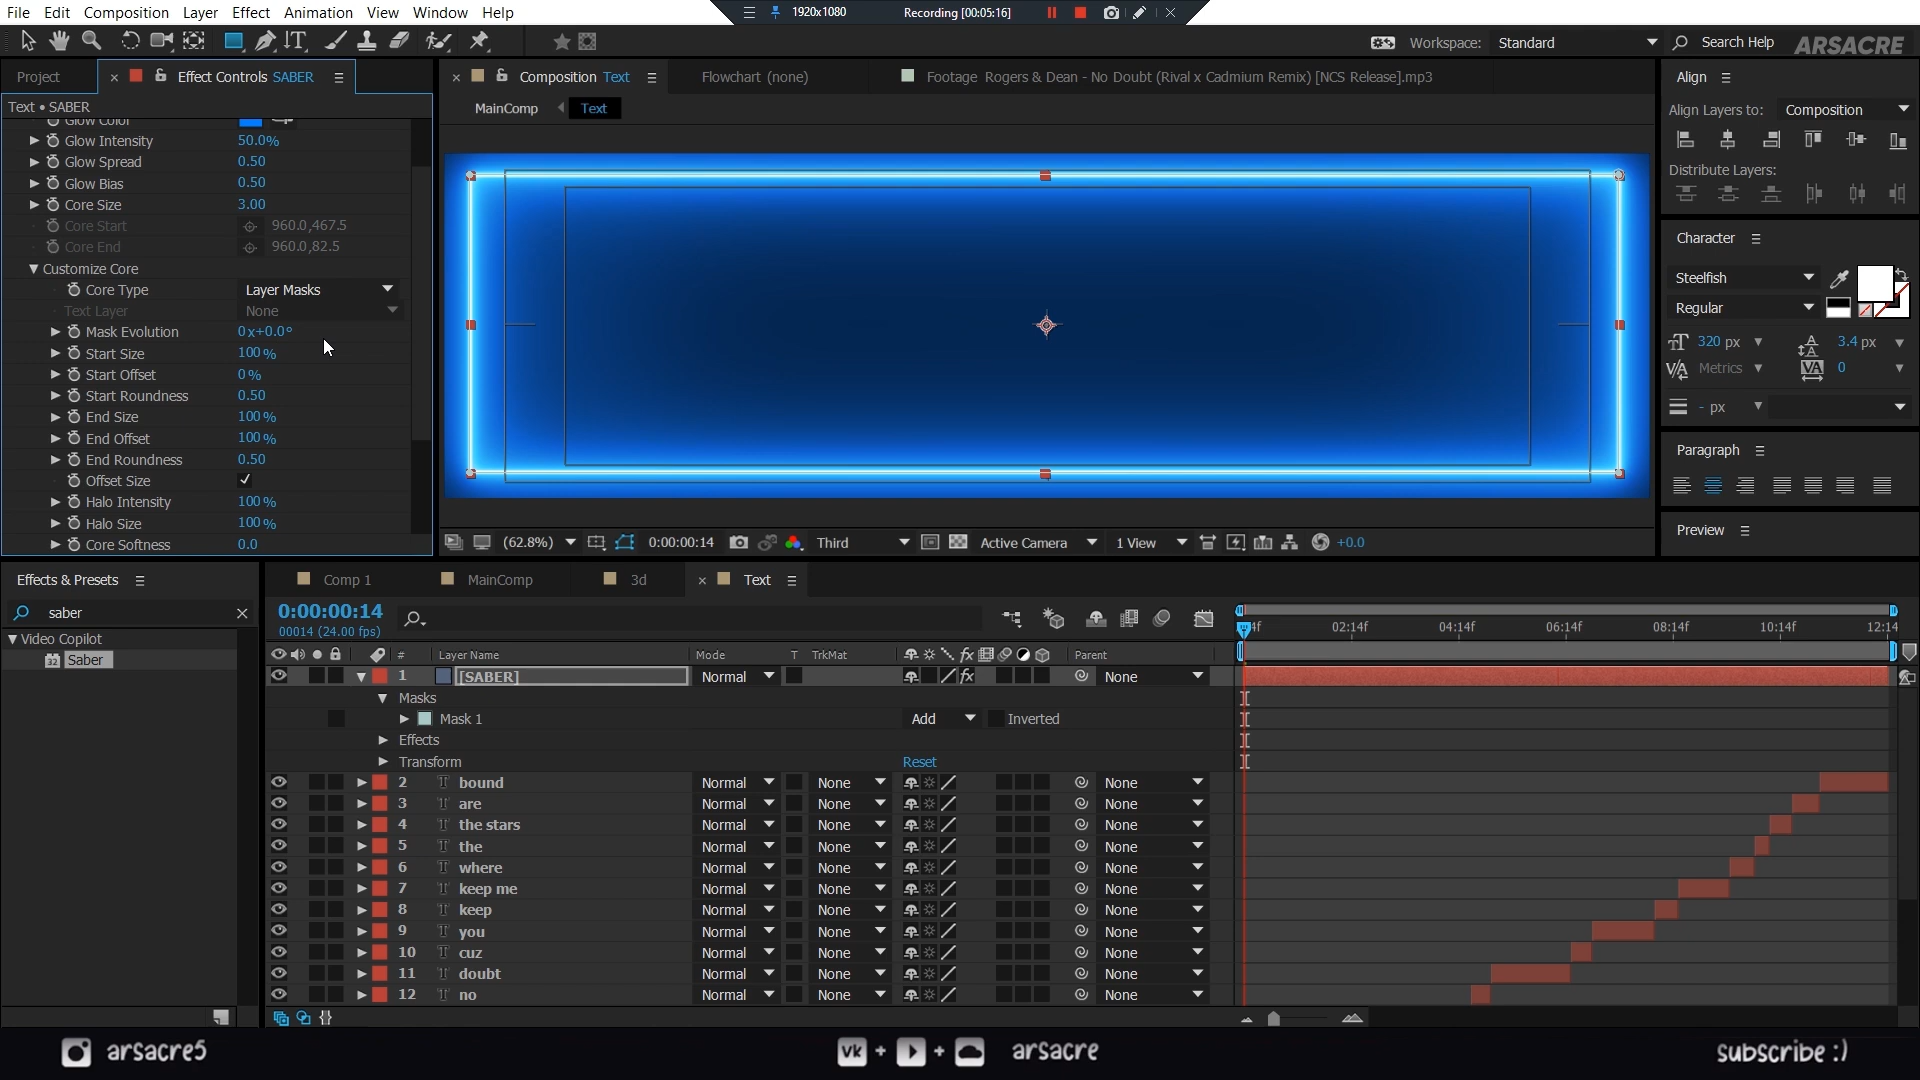 File Edit Composition Layer Effect Animation View Window Help
1920x1080 Recording [00:05:16]
Workspace: Standard Search Help ARSACRE
Project Effect Controls SABER
Text • SABER
Glow Color
Glow Intensity 50.0%
Glow Spread 0.50
Glow Bias 0.50
Core Size 3.00
Core Start 960.0,467.5
Core End 960.0,82.5
Customize Core
Core Type Layer Masks
Text Layer None
Mask Evolution 0x+0.0°
Start Size 100%
Start Offset 0%
Start Roundness 0.50
End Size 100%
End Offset 100%
End Roundness 0.50
Offset Size
Halo Intensity 100%
Halo Size 100%
Core Softness 0.0
Composition Text Flowchart (none) Footage Rogers & Dean - No Doubt (Rival x Cadmium Remix) [NCS Release].mp3
MainComp Text
(62.8%) 0:00:00:14 Third Active Camera 1 View +0.0
Align
Align Layers to: Composition
Distribute Layers:
Character
Steelfish
Regular
320 px 3.4 px
Metrics 0
- px
Paragraph
Preview
Effects & Presets
saber
Video Copilot
32 Saber
Comp 1 MainComp 3d Text
0:00:00:14
00014 (24.00 fps)
4f 02:14f 04:14f 06:14f 08:14f 10:14f 12:14
# Layer Name Mode T TrkMat fx Parent
1 [SABER] Normal fx None
Masks
Mask 1 Add Inverted
Effects
Transform Reset
2 T bound Normal None None
3 T are Normal None None
4 T the stars Normal None None
5 T the Normal None None
6 T where Normal None None
7 T keep me Normal None None
8 T keep Normal None None
9 T you Normal None None
10 T cuz Normal None None
11 T doubt Normal None None
12 T no Normal None None
arsacre5 vk + + arsacre subscribe :)